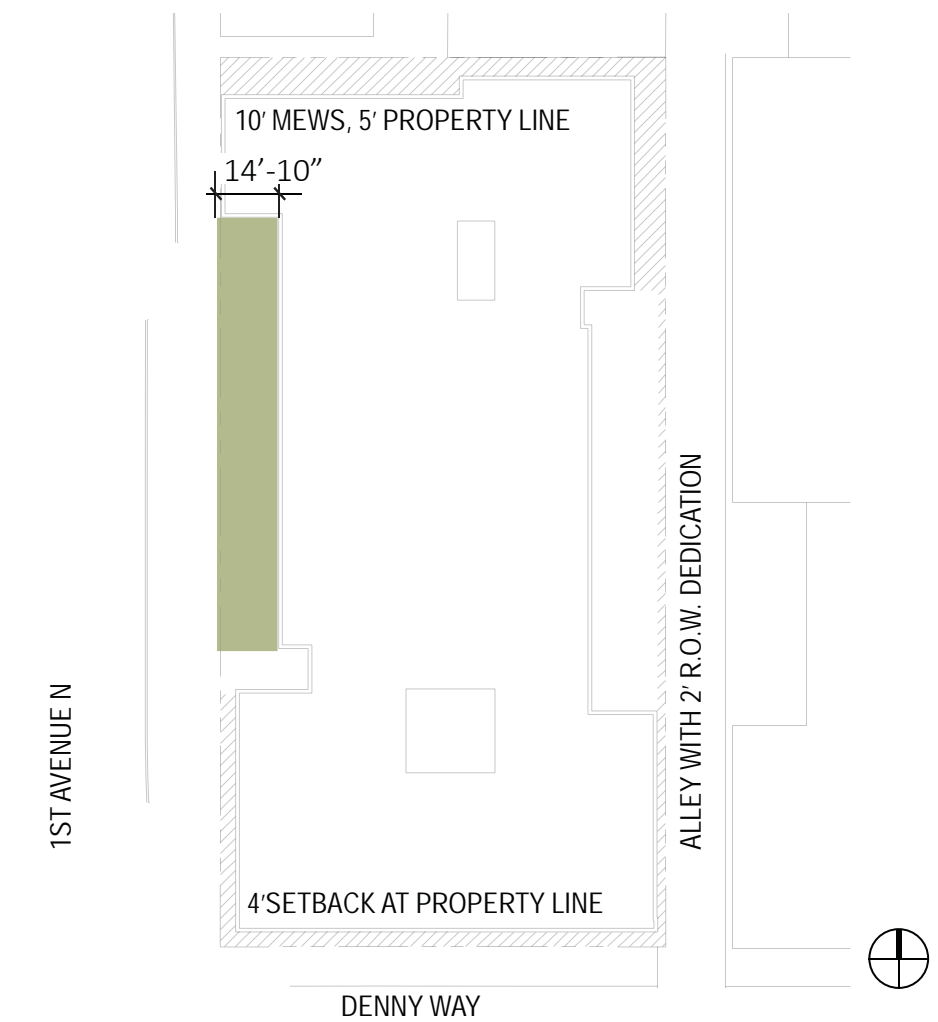 10' MEWS, 5' PROPERTY LINE
14'-10"
ALLEY WITH 2' R.O.W. DEDICATION
1ST AVENUE N
4'SETBACK AT PROPERTY LINE
DENNY WAY